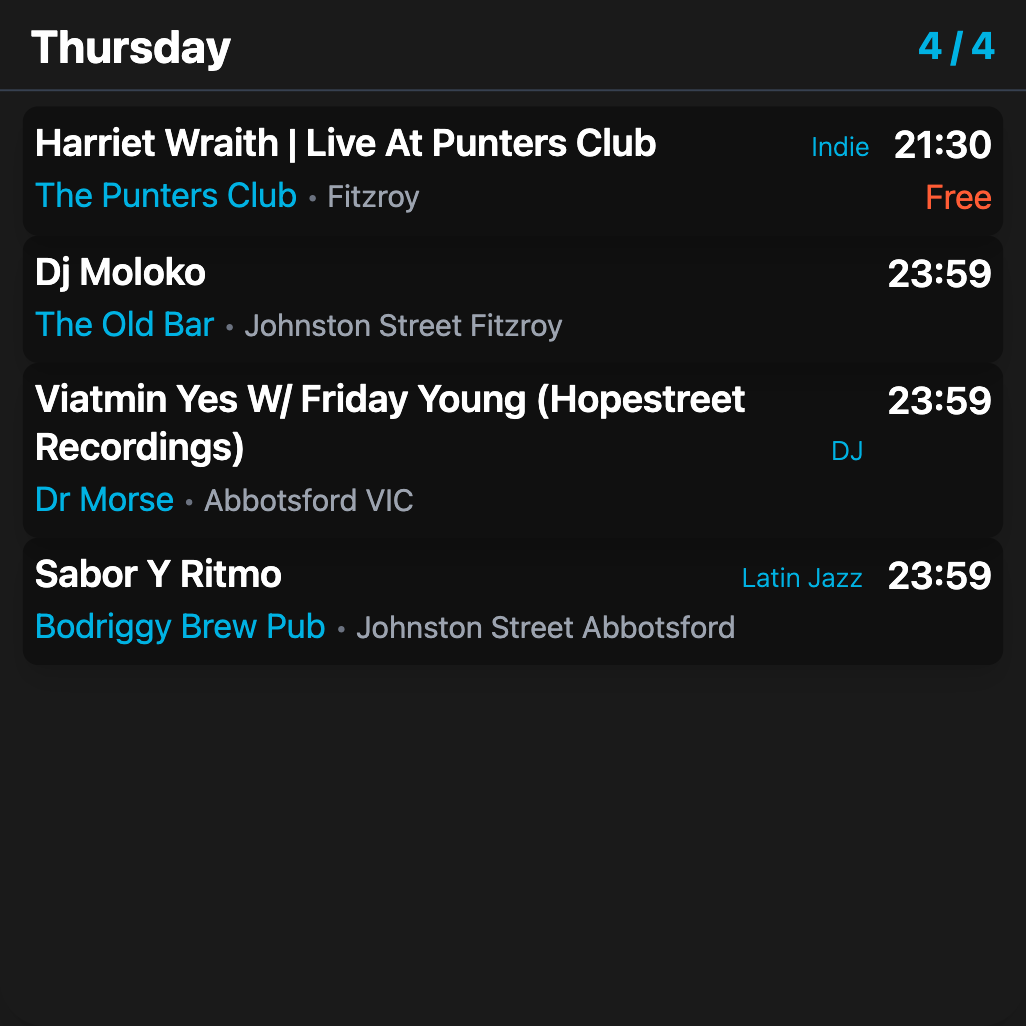 Thursday 4 / 4
Harriet Wraith | Live At Punters Club Indie 21:30
The Punters Club • Fitzroy Free
Dj Moloko 23:59
The Old Bar • Johnston Street Fitzroy
Viatmin Yes W/ Friday Young (Hopestreet 23:59
Recordings) DJ
Dr Morse • Abbotsford VIC
Sabor Y Ritmo Latin Jazz 23:59
Bodriggy Brew Pub • Johnston Street Abbotsford